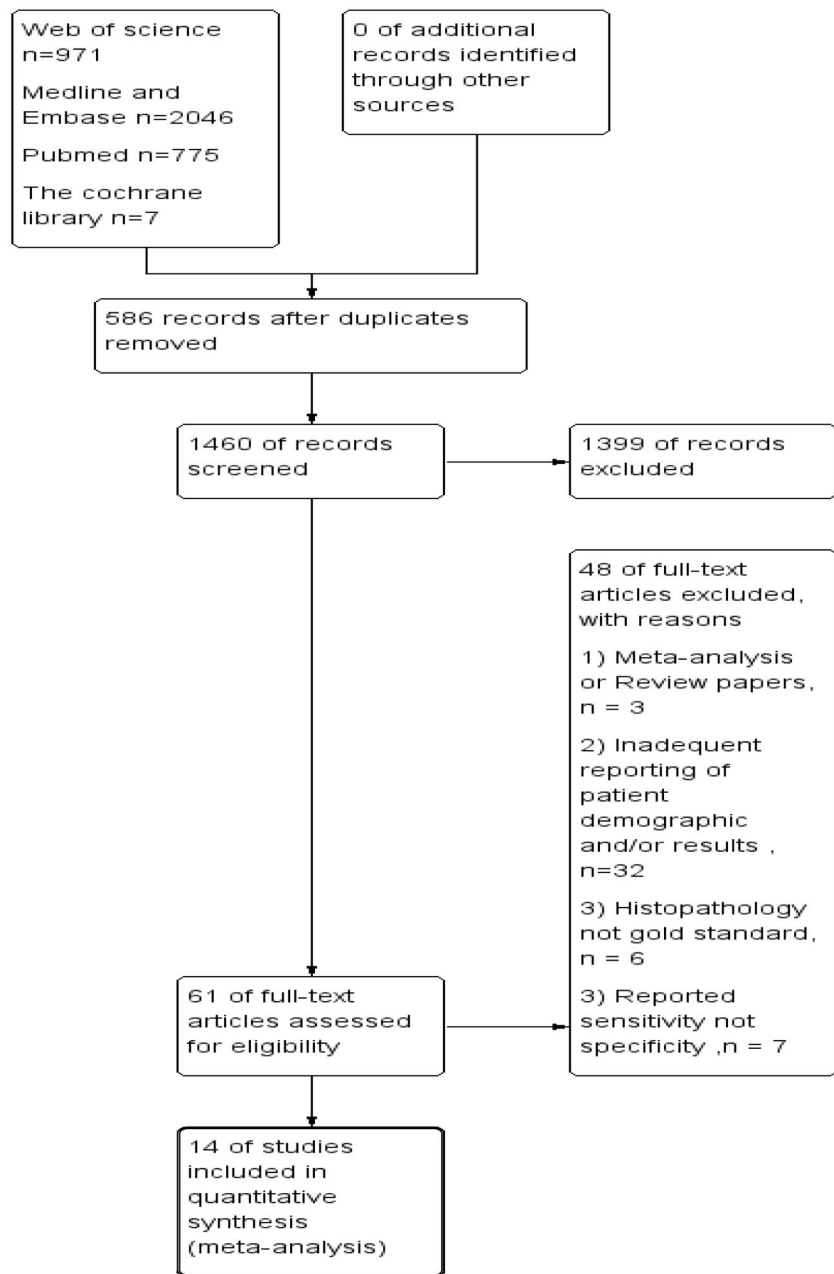 Web of science
n=971
Medline and
Embase n=2046
Pubmed n=775
The cochrane
library n=7
0 of additional
records identified
through other
sources
586 records after duplicates
removed
1460 of records
screened
1399 of records
excluded
48 of full-text
articles excluded,
with reasons
1) Meta-analysis
or Review papers,
n = 3
2) Inadequent
reporting of
patient
demographic
and/or results ,
n=32
3) Histopathology
not gold standard,
n = 6
3) Reported
sensitivity not
specificity ,n = 7
61 of full-text
articles assessed
for eligibility
14 of studies
included in
quantitative
synthesis
(meta-analysis)